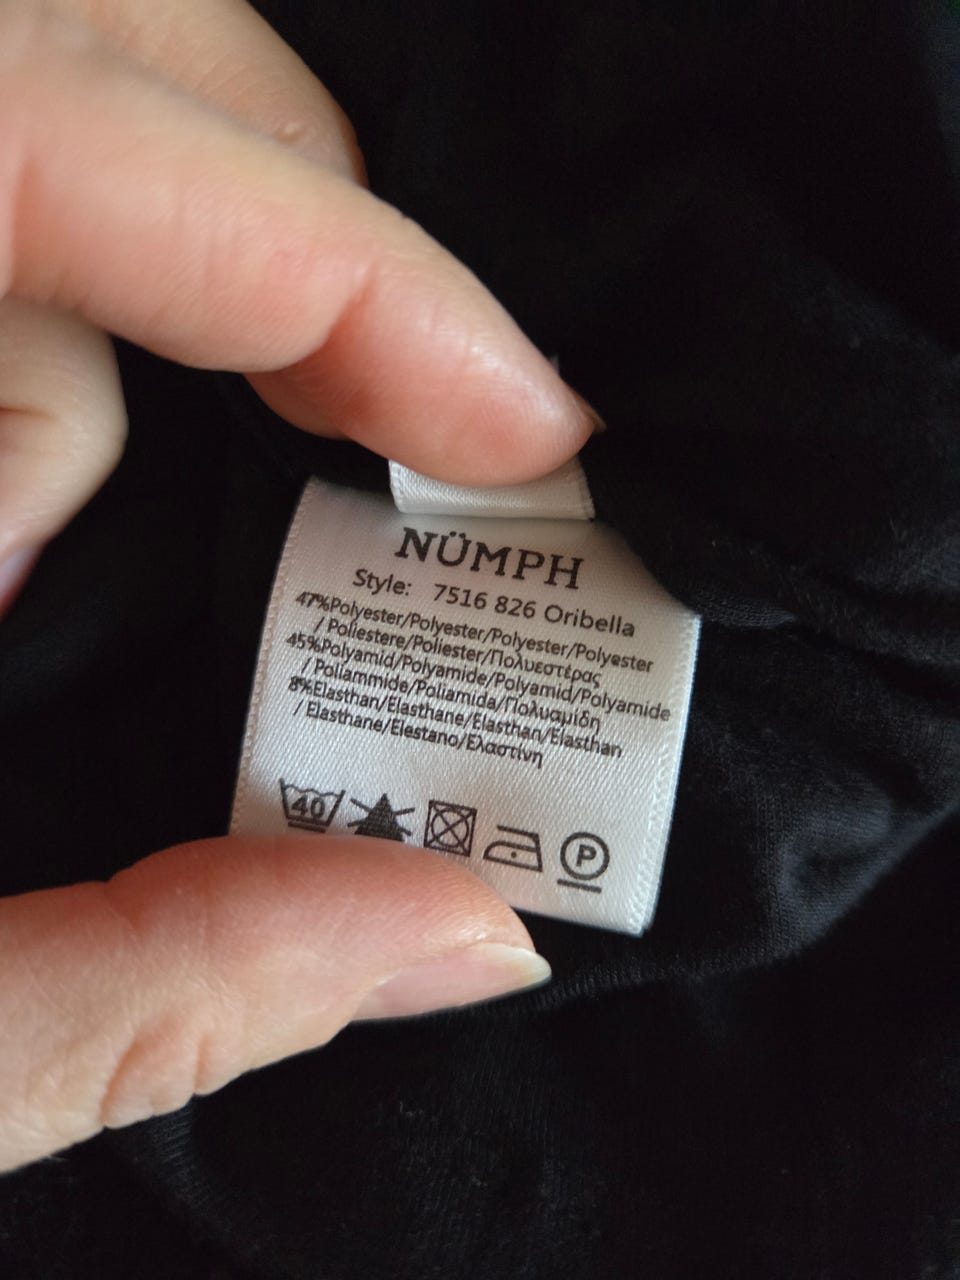 NÜMPH
Style: 7516 826 Oribella
47%Polyester/Polyester/Polyester/Polyester
/ Poliestere/Poliester/Πολυεστέρας
45%Polyamid/Polyamide/Polyamid/Polyamide
/ Poliammide/Poliamida/Πολυαμίδη
8%Elasthan/Elasthane/Elasthan/Elasthan
/ Elasthane/Elestano/Ελαστίνη
40 P